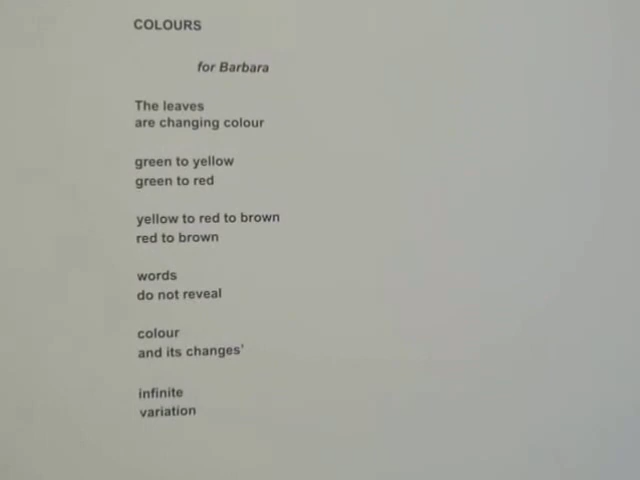 COLOURS
for Barbara
The leaves
are changing colour
green to yellow
green to red
yellow to red to brown
red to brown
words
do not reveal
colour
and its changes'
infinite
variation